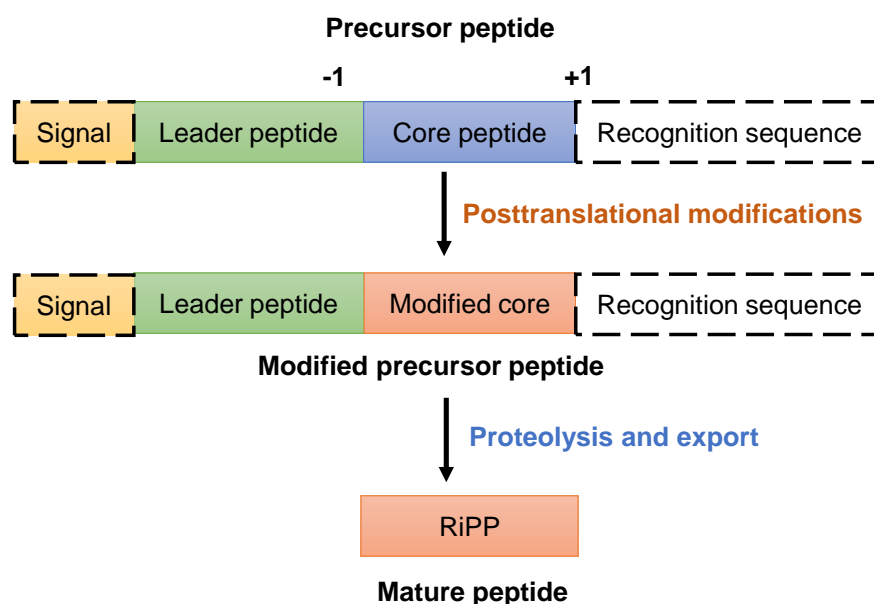 Precursor peptide
-1 +1
Signal Leader peptide Core peptide Recognition sequence
Posttranslational modifications
Signal Leader peptide Modified core Recognition sequence
Modified precursor peptide
Proteolysis and export
RiPP
Mature peptide